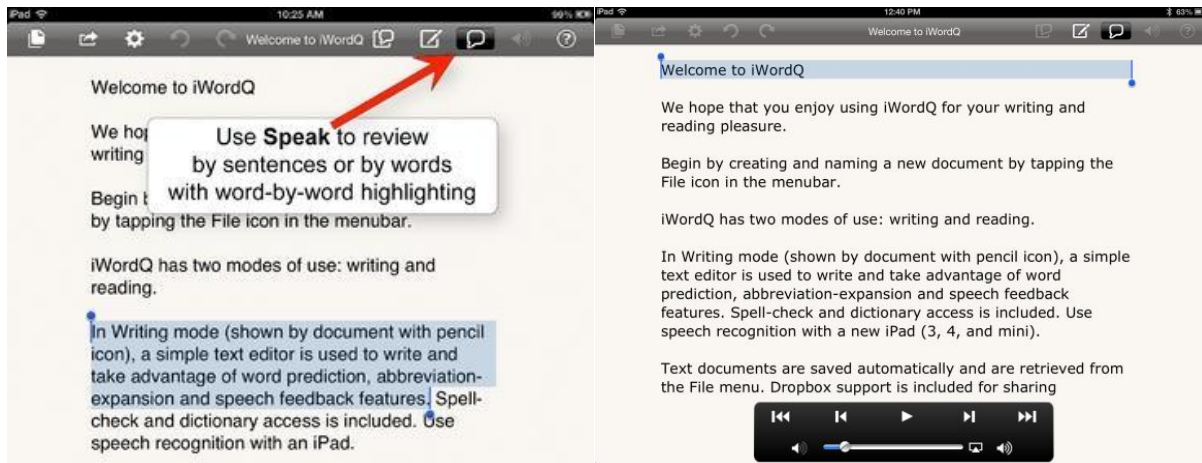 iPad
10:25 AM
99%
Welcome to iWordQ
Welcome to iWordQ
We hop
writing
Begin b
by tapping the File icon in the menubar.
Use Speak to review
by sentences or by words
with word-by-word highlighting
iWordQ has two modes of use: writing and
reading.
In Writing mode (shown by document with pencil
icon), a simple text editor is used to write and
take advantage of word prediction, abbreviation-
expansion and speech feedback features. Spell-
check and dictionary access is included. Use
speech recognition with an iPad.
iPad
12:40 PM
63%
Welcome to iWordQ
Welcome to iWordQ
We hope that you enjoy using iWordQ for your writing and
reading pleasure.
Begin by creating and naming a new document by tapping the
File icon in the menubar.
iWordQ has two modes of use: writing and reading.
In Writing mode (shown by document with pencil icon), a simple
text editor is used to write and take advantage of word
prediction, abbreviation-expansion and speech feedback
features. Spell-check and dictionary access is included. Use
speech recognition with a new iPad (3, 4, and mini).
Text documents are saved automatically and are retrieved from
the File menu. Dropbox support is included for sharing